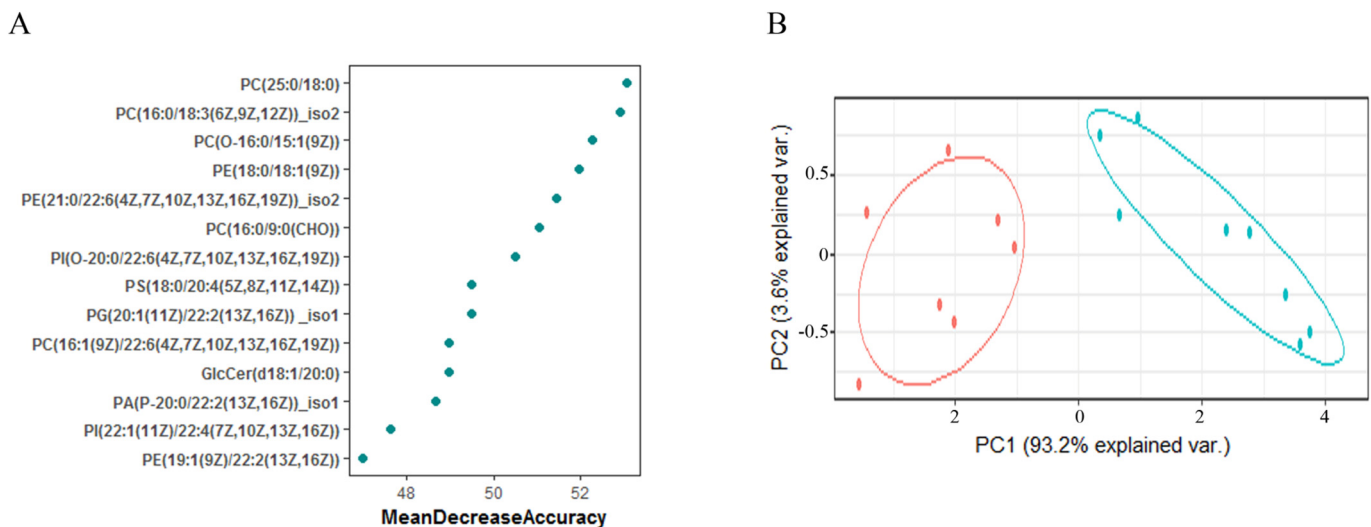 A
PC(25:0/18:0)
PC(16:0/18:3(6Z,9Z,12Z))_iso2
PC(O-16:0/15:1(9Z))
PE(18:0/18:1(9Z))
PE(21:0/22:6(4Z,7Z,10Z,13Z,16Z,19Z))_iso2
PC(16:0/9:0(CHO))
PI(O-20:0/22:6(4Z,7Z,10Z,13Z,16Z,19Z))
PS(18:0/20:4(5Z,8Z,11Z,14Z))
PG(20:1(11Z)/22:2(13Z,16Z)) _iso1
PC(16:1(9Z)/22:6(4Z,7Z,10Z,13Z,16Z,19Z))
GlcCer(d18:1/20:0)
PA(P-20:0/22:2(13Z,16Z))_iso1
PI(22:1(11Z)/22:4(7Z,10Z,13Z,16Z))
PE(19:1(9Z)/22:2(13Z,16Z))
48 50 52
MeanDecreaseAccuracy
B
PC2 (3.6% explained var.)
0.5
0
-0.5
2 0 2 4
PC1 (93.2% explained var.)